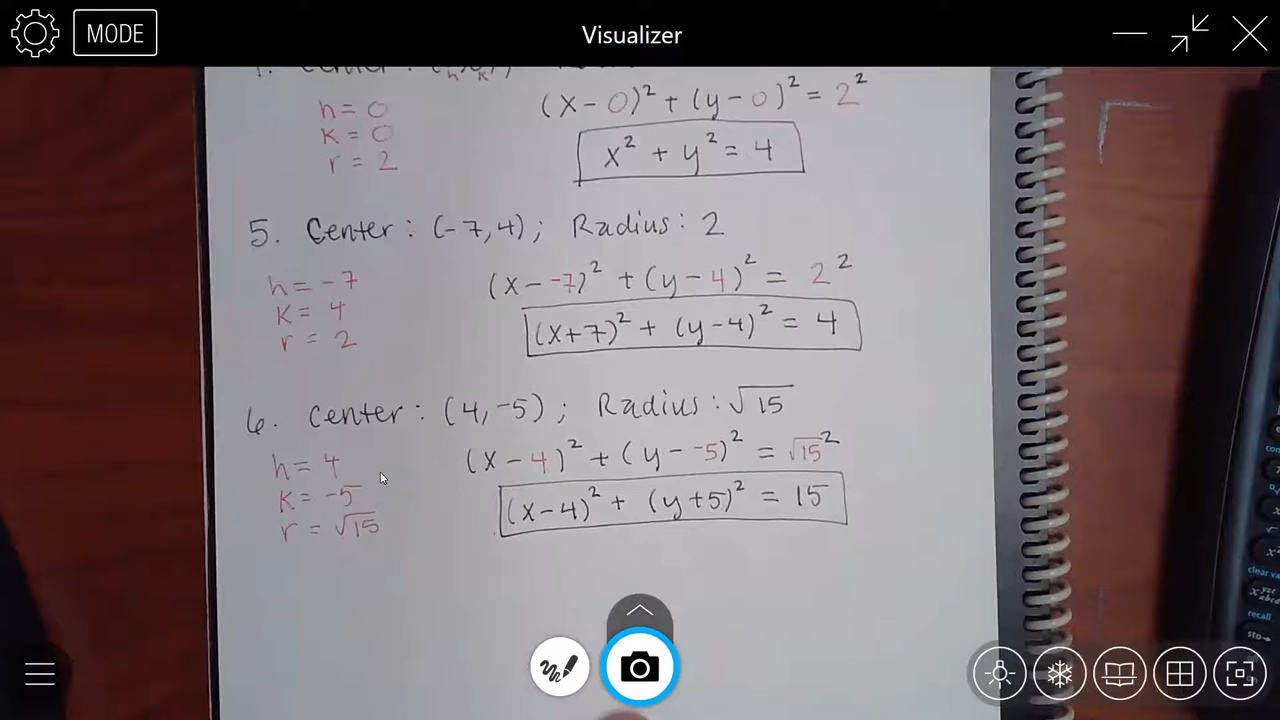 MODE
Visualizer
h = 0
k = 0
r = 2
(x - 0)² + (y - 0)² = 2²
x² + y² = 4
5. Center: (-7, 4); Radius: 2
h = -7
k = 4
r = 2
(x - -7)² + (y - 4)² = 2²
(x+7)² + (y-4)² = 4
6. Center: (4, -5); Radius: √15
h = 4
k = -5
r = √15
(x - 4)² + (y - -5)² = √15²
(x-4)² + (y+5)² = 15
recall
sto→